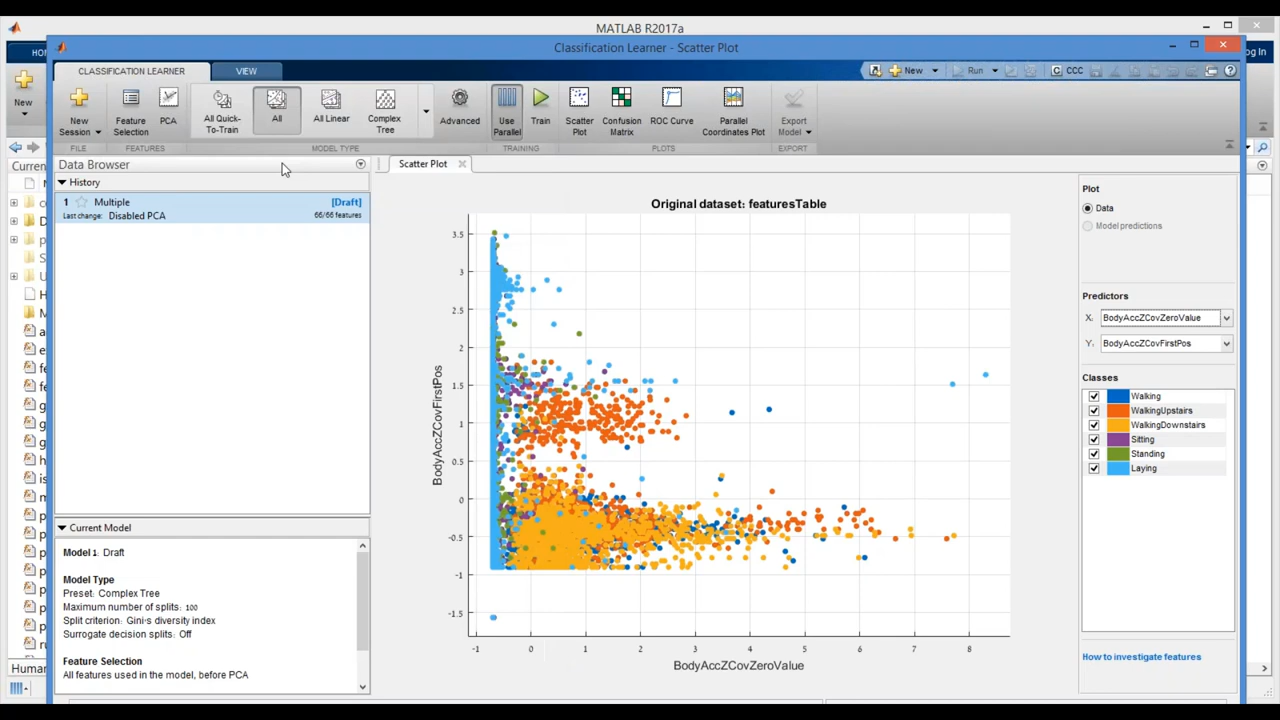 MATLAB R2017a
Classification Learner - Scatter Plot
HO
og In
CLASSIFICATION LEARNER
VIEW
New
Run
CCC
New
New Session
Feature Selection
PCA
All Quick-To-Train
All
All Linear
Complex Tree
Advanced
Use Parallel
Train
Scatter Plot
Confusion Matrix
ROC Curve
Parallel Coordinates Plot
Export Model
FILE
FEATURES
MODEL TYPE
TRAINING
PLOTS
EXPORT
Curren
Data Browser
Scatter Plot
History
1 Multiple [Draft]
Last change: Disabled PCA 66/66 features
Original dataset: featuresTable
3.5
3
2.5
2
1.5
1
0.5
0
-0.5
-1
-1.5
BodyAccZCovFirstPos
-1 0 1 2 3 4 5 6 7 8
BodyAccZCovZeroValue
Plot
Data
Model predictions
Predictors
X: BodyAccZCovZeroValue
Y: BodyAccZCovFirstPos
Classes
Walking
WalkingUpstairs
WalkingDownstairs
Sitting
Standing
Laying
How to investigate features
Current Model
Model 1: Draft
Model Type
Preset: Complex Tree
Maximum number of splits: 100
Split criterion: Gini's diversity index
Surrogate decision splits: Off
Feature Selection
All features used in the model, before PCA
Human